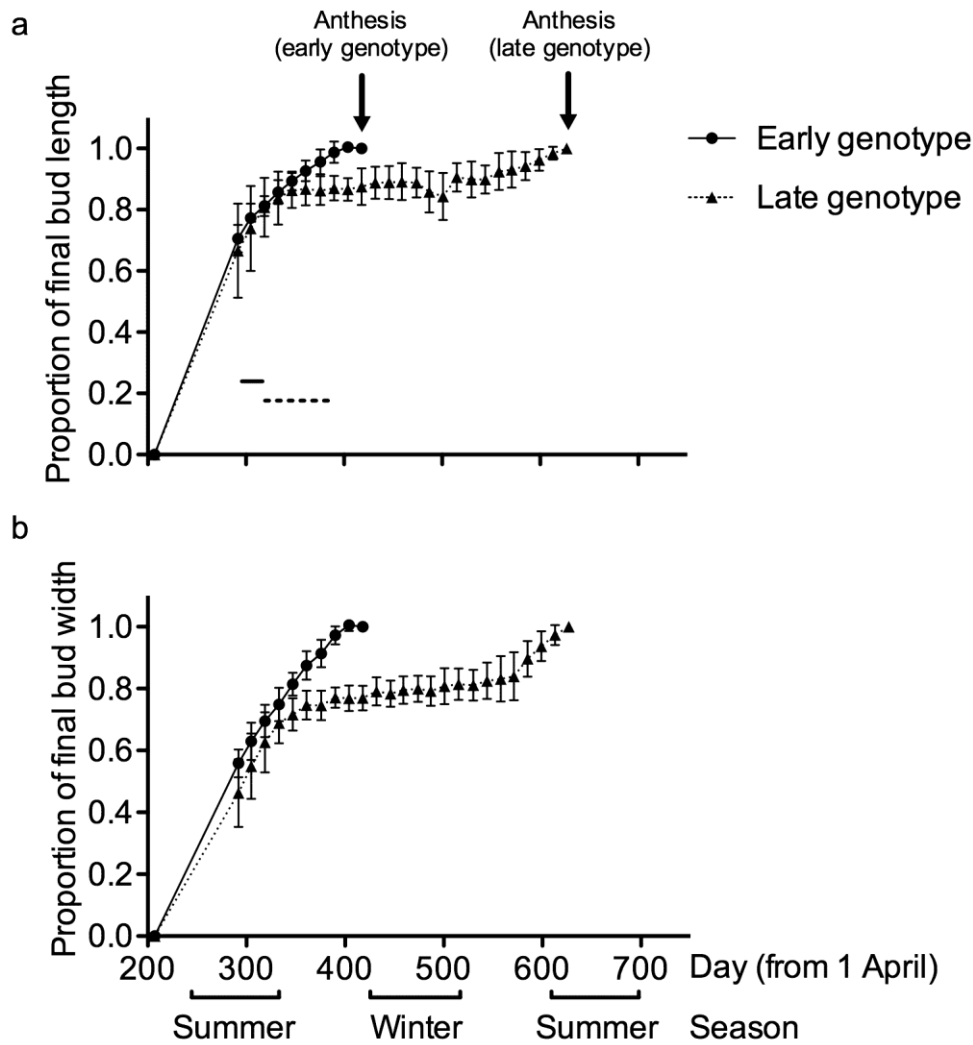 a
Anthesis
(early genotype)
Anthesis
(late genotype)
Early genotype
Late genotype
Proportion of final bud length
1.0
0.8
0.6
0.4
0.2
0.0
b
Proportion of final bud width
1.0
0.8
0.6
0.4
0.2
0.0
200 300 400 500 600 700 Day (from 1 April)
Summer Winter Summer Season